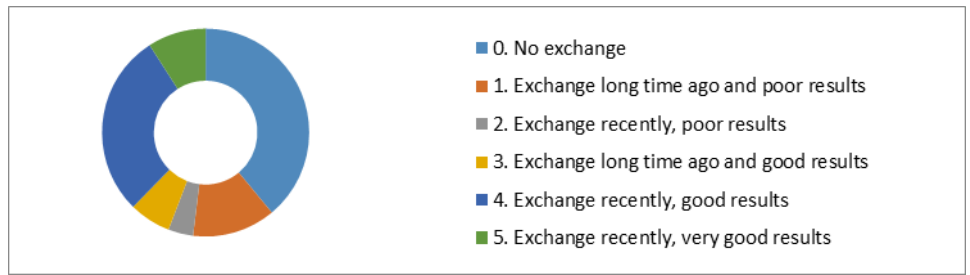 0. No exchange
1. Exchange long time ago and poor results
2. Exchange recently, poor results
3. Exchange long time ago and good results
4. Exchange recently, good results
5. Exchange recently, very good results